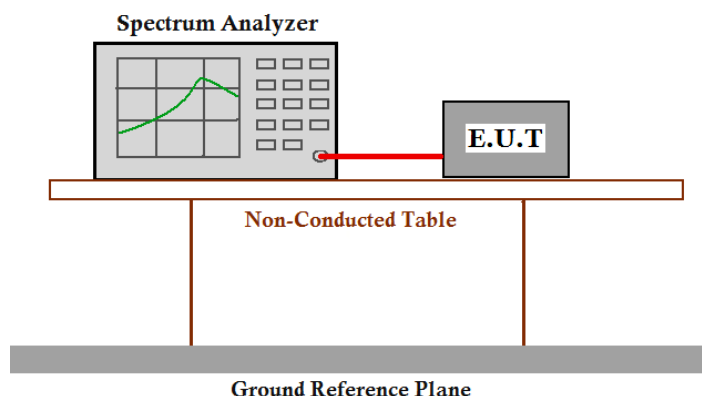 Spectrum Analyzer
E.U.T
Non-Conducted Table
Ground Reference Plane